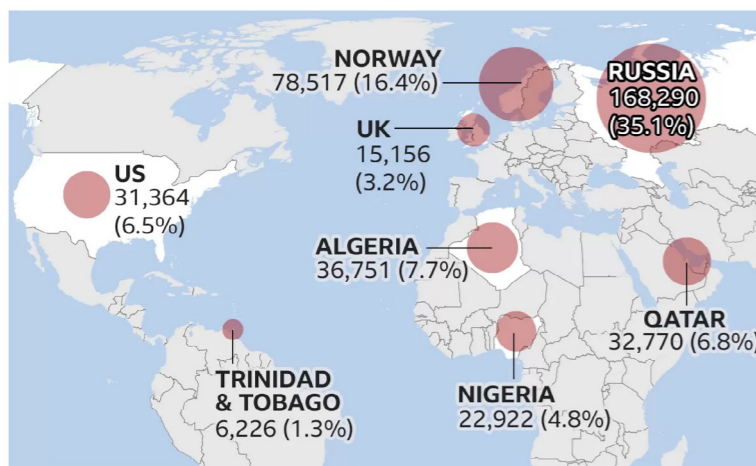 NORWAY
78,517 (16.4%)
RUSSIA
168,290
(35.1%)
UK
15,156
(3.2%)
US
31,364
(6.5%)
ALGERIA
36,751 (7.7%)
QATAR
32,770 (6.8%)
TRINIDAD
& TOBAGO
6,226 (1.3%)
NIGERIA
22,922 (4.8%)